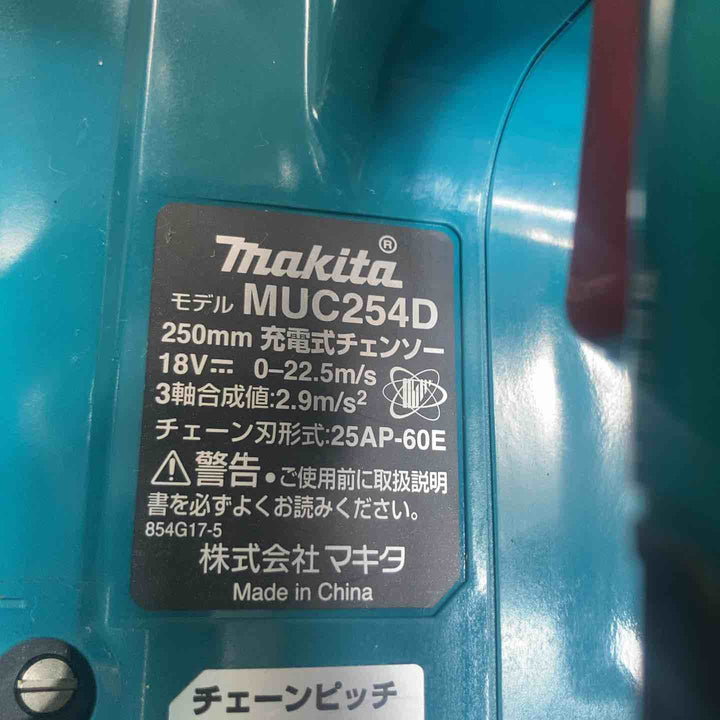 makita®
モデル MUC254D
250mm 充電式チェンソー
18V⎓ 0–22.5m/s
3軸合成値:2.9m/s²
チェーン刃形式:25AP-60E
⚠警告●ご使用前に取扱説明
書を必ずよくお読みください。
854G17-5
株式会社マキタ
Made in China
チェーンピッチ